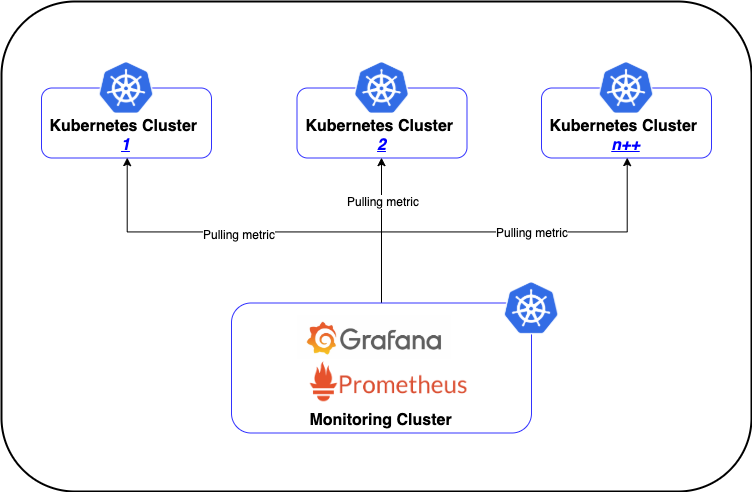 Kubernetes Cluster
1
Kubernetes Cluster
2
Kubernetes Cluster
n++
Pulling metric
Pulling metric
Pulling metric
Grafana
Prometheus
Monitoring Cluster